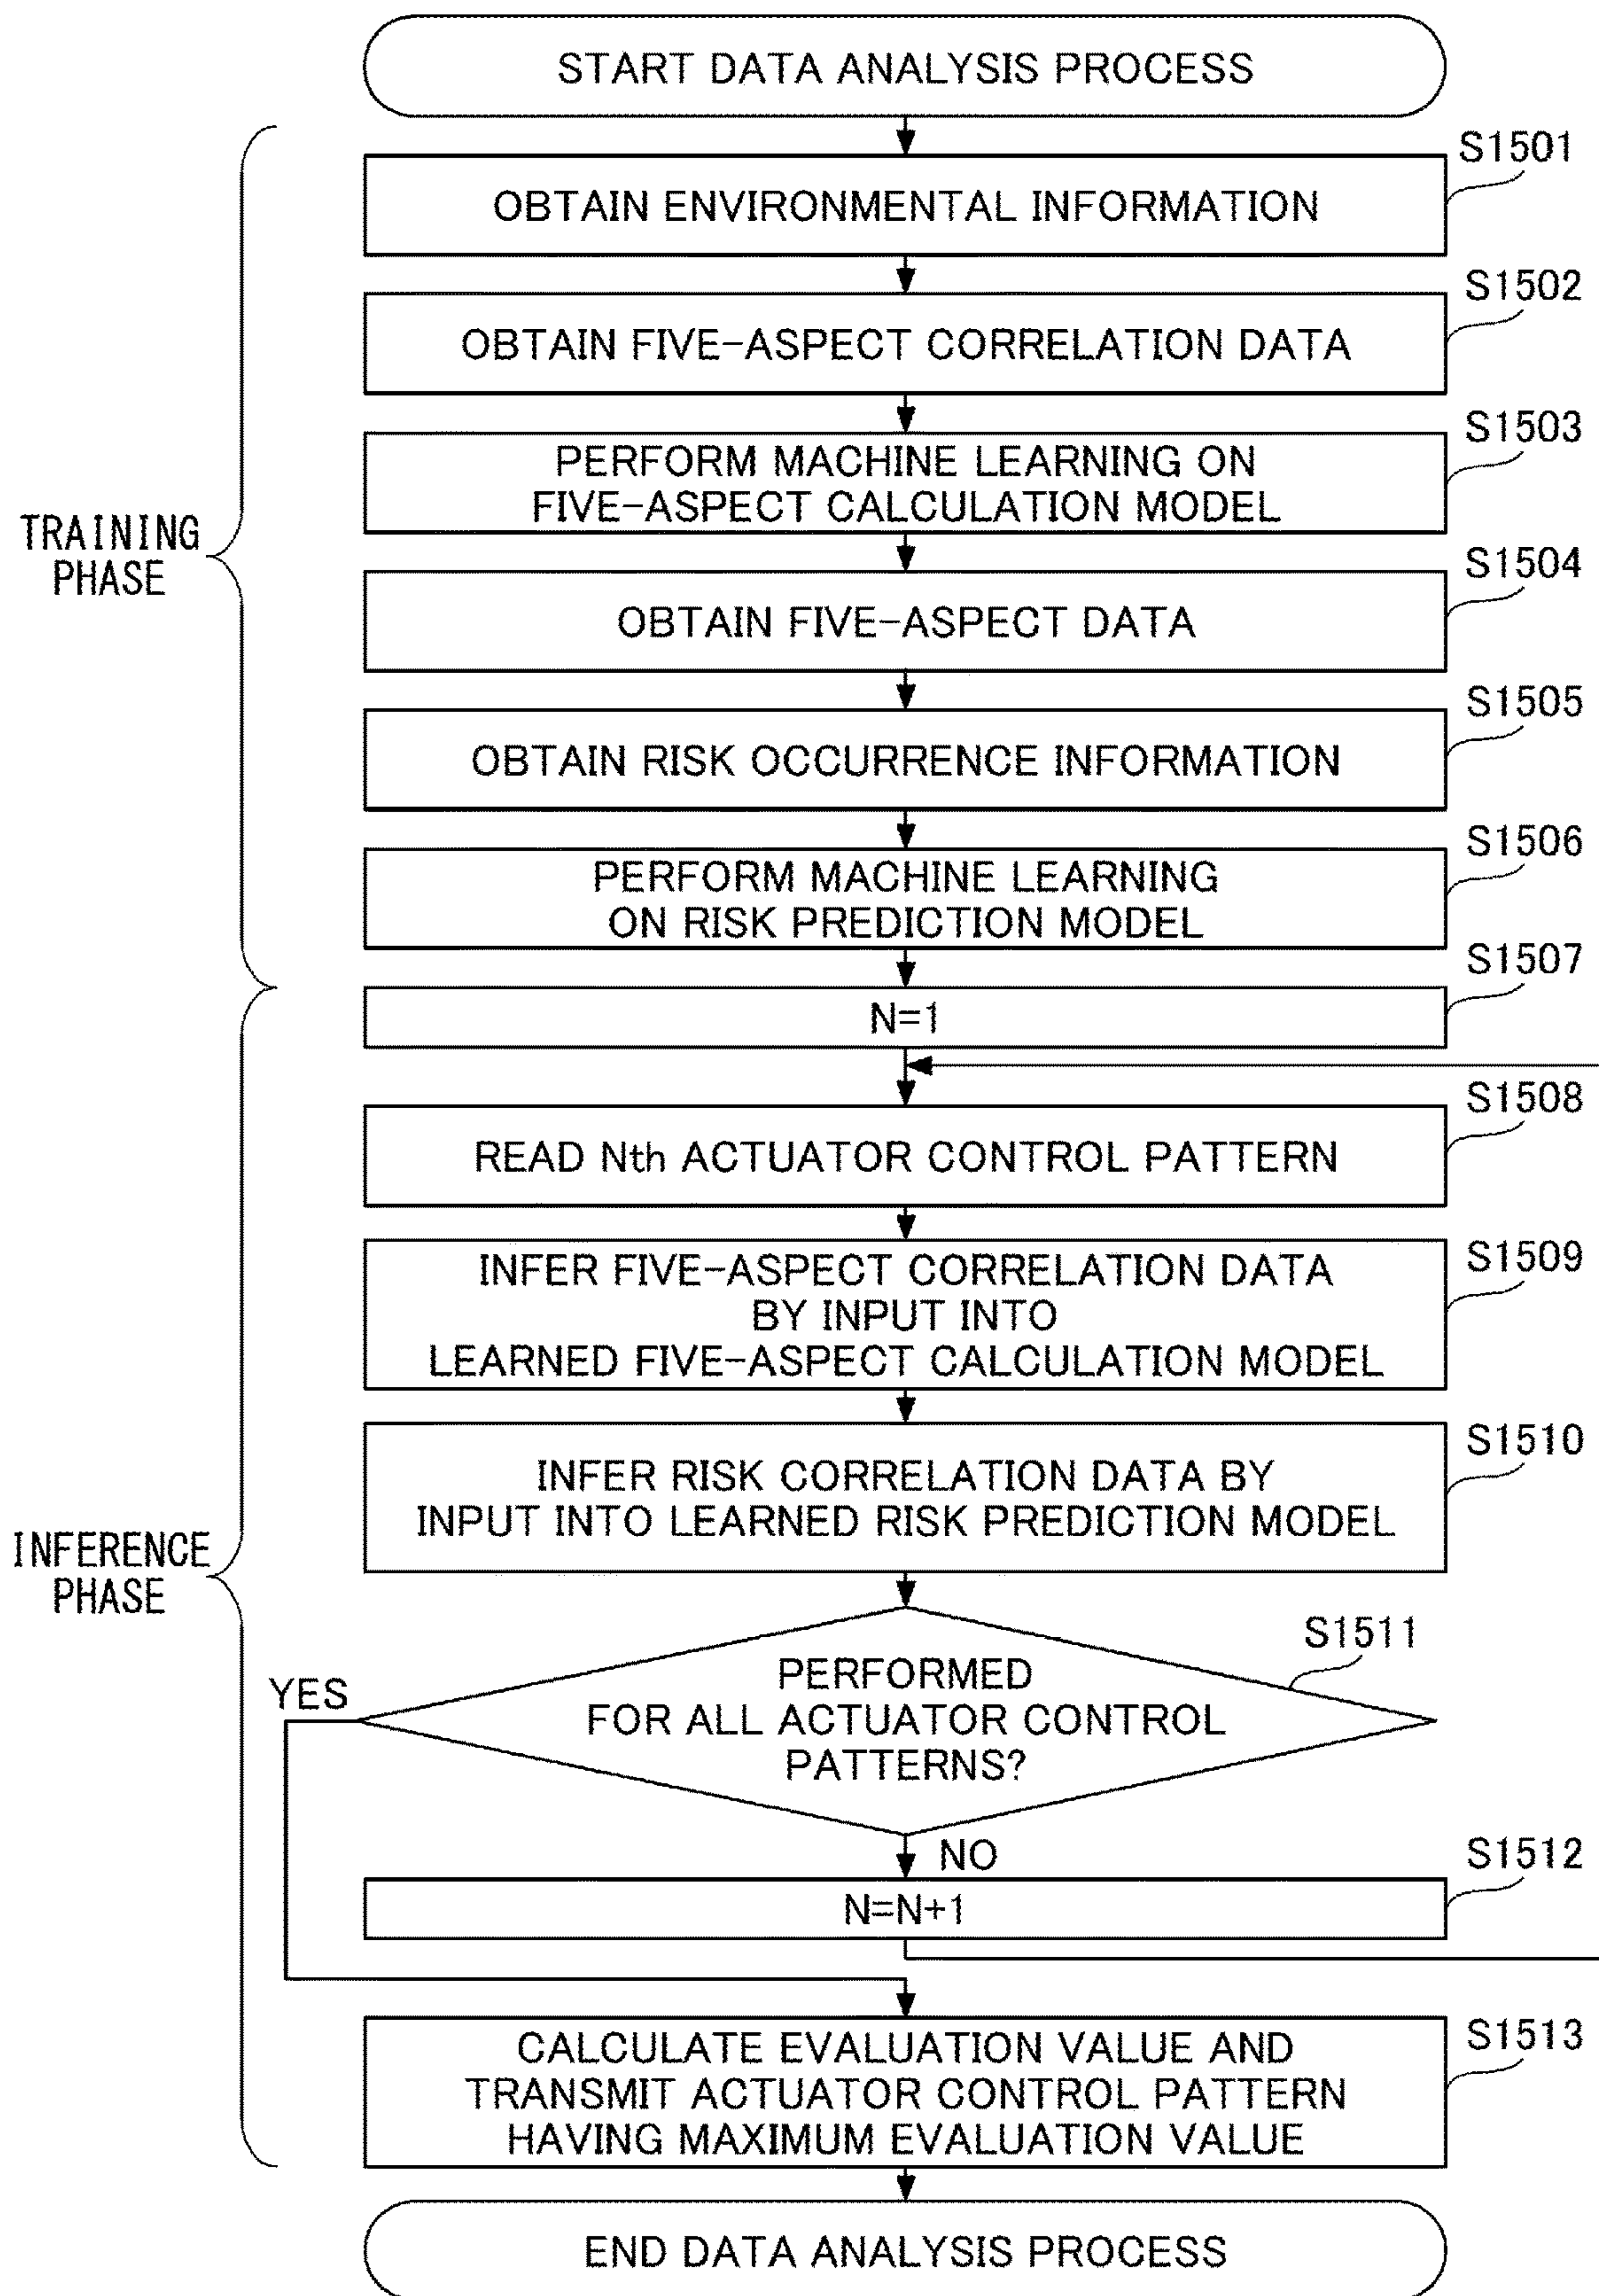 START DATA ANALYSIS PROCESS
S1501
OBTAIN ENVIRONMENTAL INFORMATION
S1502
OBTAIN FIVE-ASPECT CORRELATION DATA
S1503
PERFORM MACHINE LEARNING ON
FIVE-ASPECT CALCULATION MODEL
TRAINING
PHASE
S1504
OBTAIN FIVE-ASPECT DATA
S1505
OBTAIN RISK OCCURRENCE INFORMATION
S1506
PERFORM MACHINE LEARNING
ON RISK PREDICTION MODEL
S1507
N=1
S1508
READ Nth ACTUATOR CONTROL PATTERN
S1509
INFER FIVE-ASPECT CORRELATION DATA
BY INPUT INTO
LEARNED FIVE-ASPECT CALCULATION MODEL
S1510
INFER RISK CORRELATION DATA BY
INPUT INTO LEARNED RISK PREDICTION MODEL
INFERENCE
PHASE
S1511
PERFORMED
FOR ALL ACTUATOR CONTROL
PATTERNS?
YES
NO
S1512
N=N+1
S1513
CALCULATE EVALUATION VALUE AND
TRANSMIT ACTUATOR CONTROL PATTERN
HAVING MAXIMUM EVALUATION VALUE
END DATA ANALYSIS PROCESS